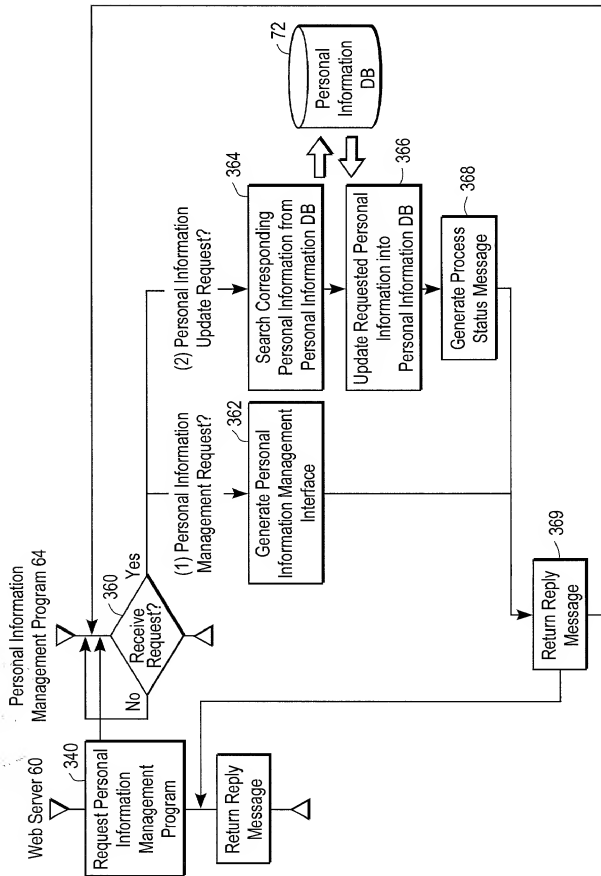 Web Server 60
340
Request Personal
Information
Management
Program
Return Reply
Message
Personal Information
Management Program 64
360
Receive
Request?
No
Yes
(1) Personal Information
Management Request?
362
Generate Personal
Information Management
Interface
(2) Personal Information
Update Request?
364
Search Corresponding
Personal Information from
Personal Information DB
72
Personal
Information
DB
366
Update Requested Personal
Information into
Personal Information DB
368
Generate Process
Status Message
369
Return Reply
Message